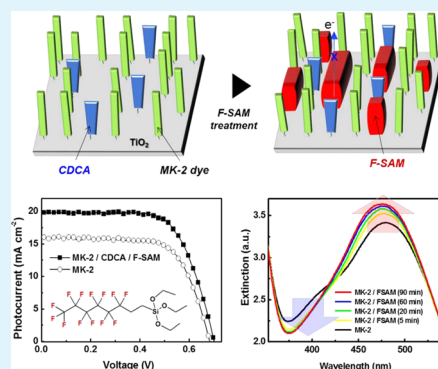 e-
TiO2
CDCA
MK-2 dye
F-SAM
treatment
F-SAM
Photocurrent (mA cm-2)
20
15
10
5
0
MK-2 / CDCA / F-SAM
MK-2
F F F F F F
F F F F F F F
O
Si
O
O
0.0 0.2 0.4 0.6
Voltage (V)
Extinction (a.u.)
3.5
3.0
2.5
2.0
MK-2 / FSAM (90 min)
MK-2 / FSAM (60 min)
MK-2 / FSAM (20 min)
MK-2 / FSAM (5 min)
MK-2
400 450 500
Wavelength (nm)